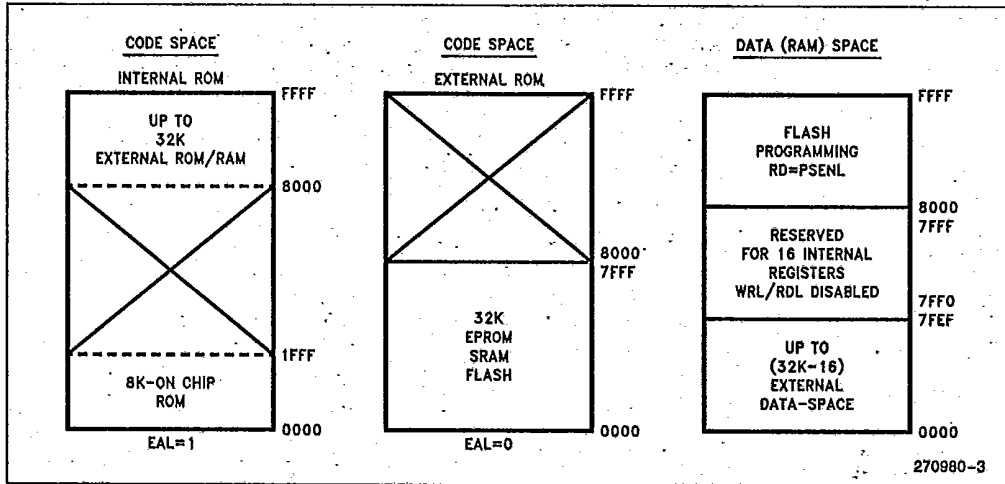 CODE SPACE
INTERNAL ROM
FFFF
UP TO
32K
EXTERNAL ROM/RAM
8000
1FFF
8K-ON CHIP
ROM
0000
EAL=1
CODE SPACE
EXTERNAL ROM
FFFF
8000
7FFF
32K
EPROM
SRAM
FLASH
0000
EAL=0
DATA (RAM) SPACE
FFFF
FLASH
PROGRAMMING
RD=PSENL
8000
7FFF
RESERVED
FOR 16 INTERNAL
REGISTERS
WRL/RDL DISABLED
7FF0
7FEF
UP TO
(32K-16)
EXTERNAL
DATA-SPACE
0000
270980-3